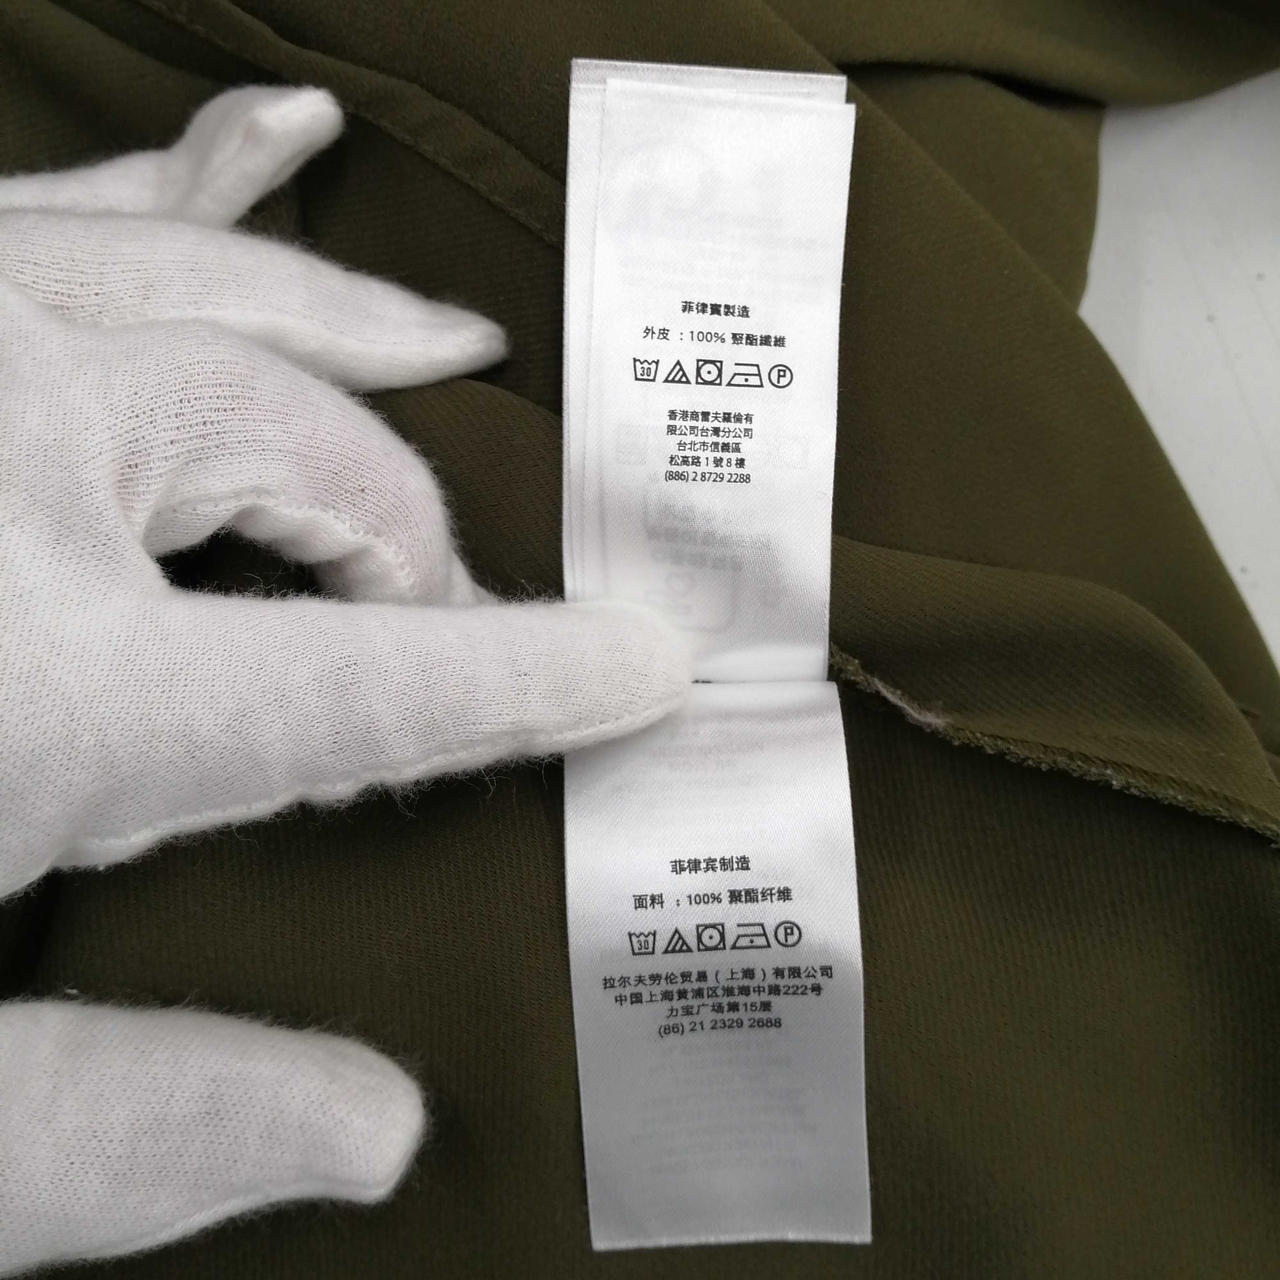 菲律賓製造
外皮 : 100% 聚酯纖維
30 P
香港商雷夫羅倫有
限公司台灣分公司
台北市信義區
松高路 1 號 8 樓
(886) 2 8729 2288
菲律宾制造
面料 : 100% 聚酯纤维
30 P
拉尔夫劳伦贸易（上海）有限公司
中国上海黄浦区淮海中路222号
力宝广场第15层
(86) 21 2329 2688